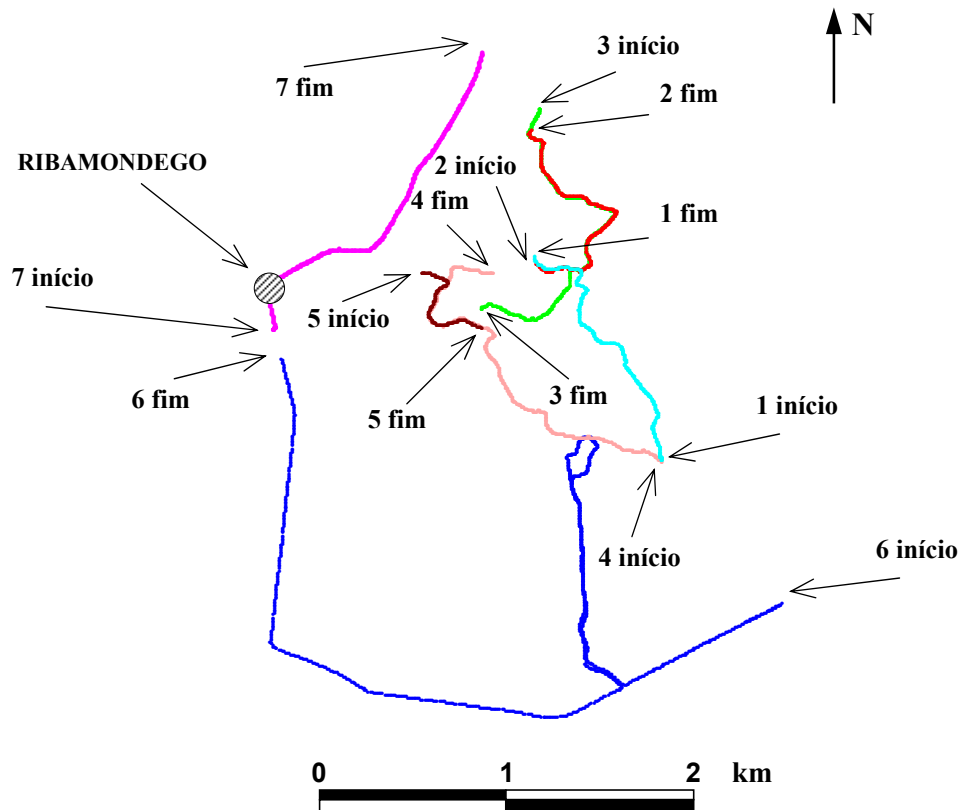 N
3 início
7 fim
2 fim
RIBAMONDEGO
2 início
4 fim
1 fim
7 início
5 início
6 fim
3 fim
5 fim
1 início
4 início
6 início
0 1 2 km